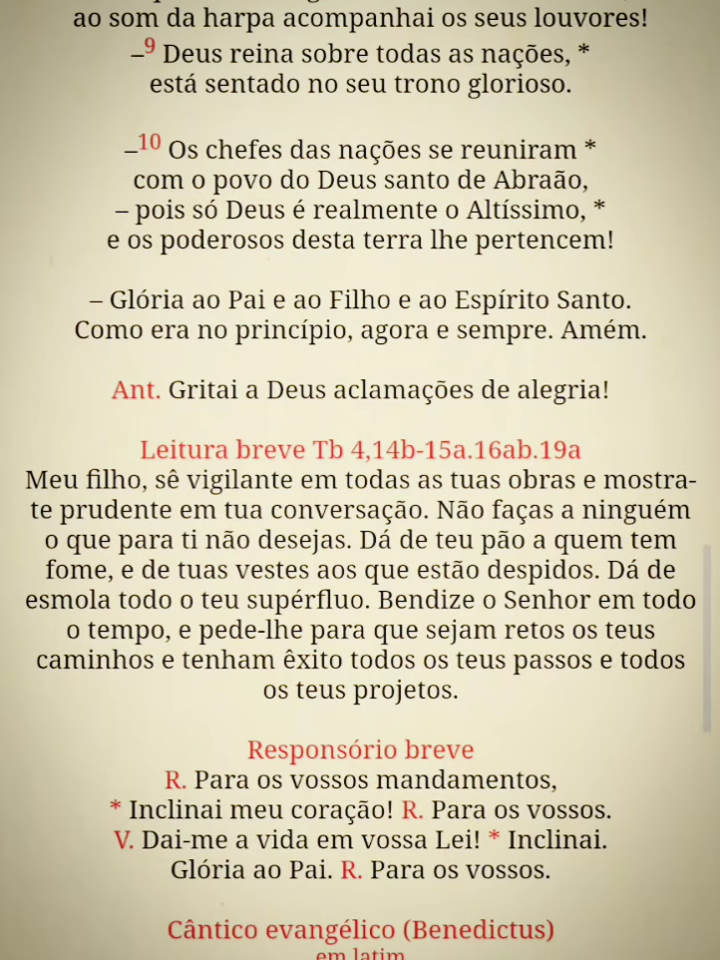 ao som da harpa acompanhai os seus louvores!
–9 Deus reina sobre todas as nações, *
está sentado no seu trono glorioso.
–10 Os chefes das nações se reuniram *
com o povo do Deus santo de Abraão,
– pois só Deus é realmente o Altíssimo, *
e os poderosos desta terra lhe pertencem!
– Glória ao Pai e ao Filho e ao Espírito Santo.
Como era no princípio, agora e sempre. Amém.
Ant. Gritai a Deus aclamações de alegria!
Leitura breve Tb 4,14b-15a.16ab.19a
Meu filho, sê vigilante em todas as tuas obras e mostra-
te prudente em tua conversação. Não faças a ninguém
o que para ti não desejas. Dá de teu pão a quem tem
fome, e de tuas vestes aos que estão despidos. Dá de
esmola todo o teu supérfluo. Bendize o Senhor em todo
o tempo, e pede-lhe para que sejam retos os teus
caminhos e tenham êxito todos os teus passos e todos
os teus projetos.
Responsório breve
R. Para os vossos mandamentos,
* Inclinai meu coração! R. Para os vossos.
V. Dai-me a vida em vossa Lei! * Inclinai.
Glória ao Pai. R. Para os vossos.
Cântico evangélico (Benedictus)
em latim